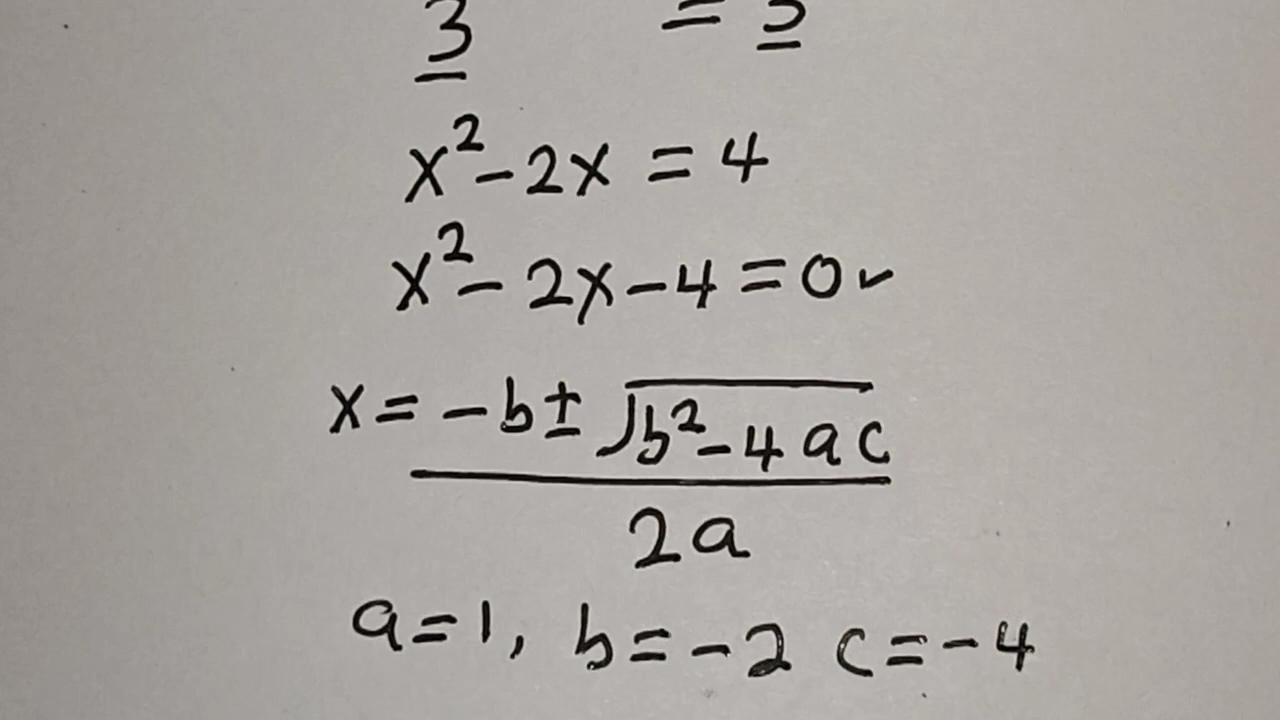 3 = 3
x² - 2x = 4
x² - 2x - 4 = 0 ✓
x = -b ± √b² - 4ac
2a
a = 1, b = -2 c = -4